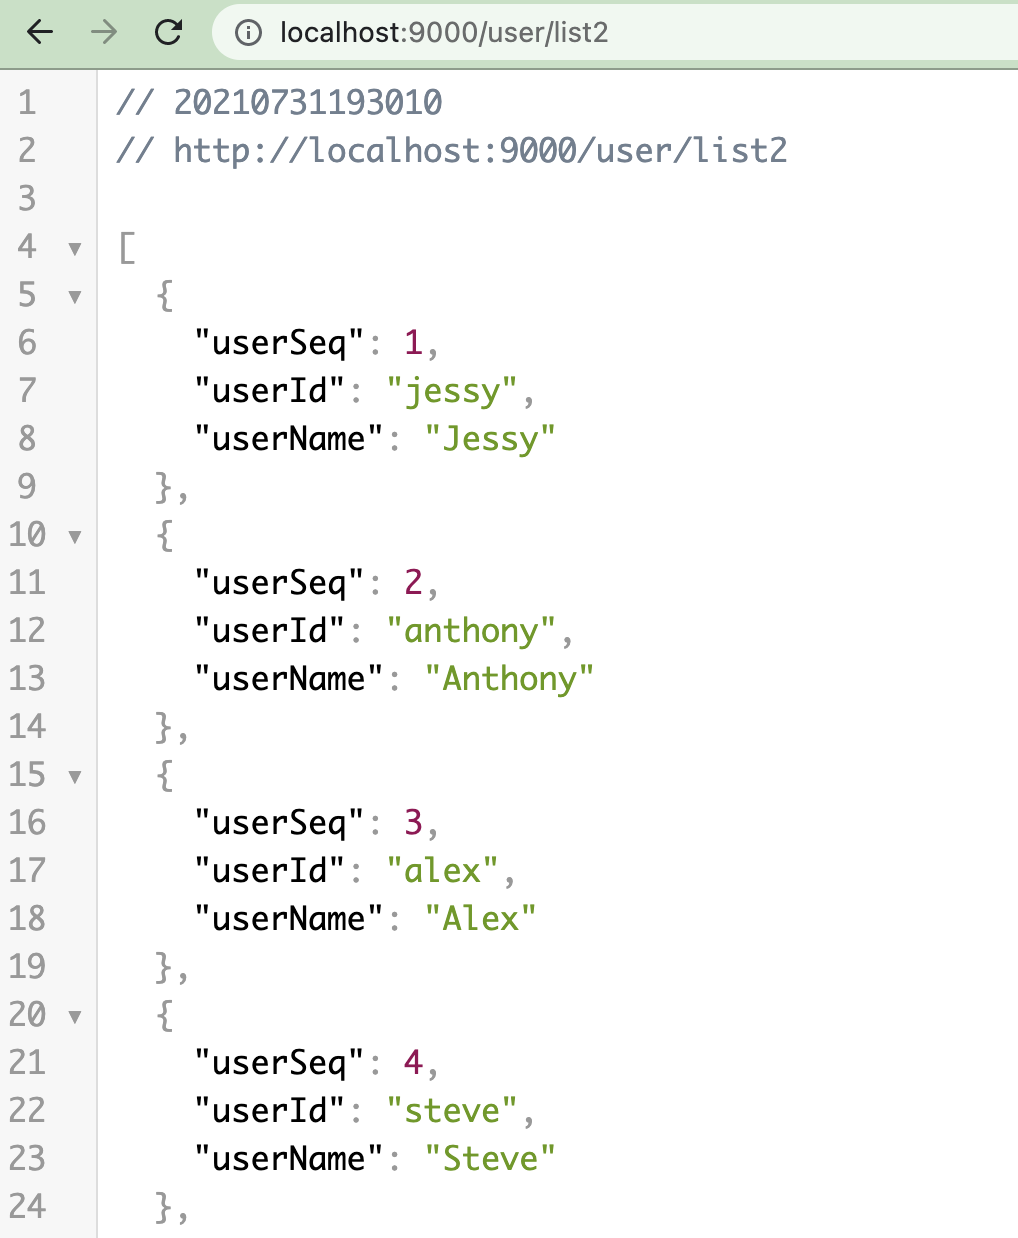 localhost:9000/user/list2
1 // 20210731193010
2 // http://localhost:9000/user/list2
3
4 ▼ [
5 ▼ {
6 "userSeq": 1,
7 "userId": "jessy",
8 "userName": "Jessy"
9 },
10 ▼ {
11 "userSeq": 2,
12 "userId": "anthony",
13 "userName": "Anthony"
14 },
15 ▼ {
16 "userSeq": 3,
17 "userId": "alex",
18 "userName": "Alex"
19 },
20 ▼ {
21 "userSeq": 4,
22 "userId": "steve",
23 "userName": "Steve"
24 },